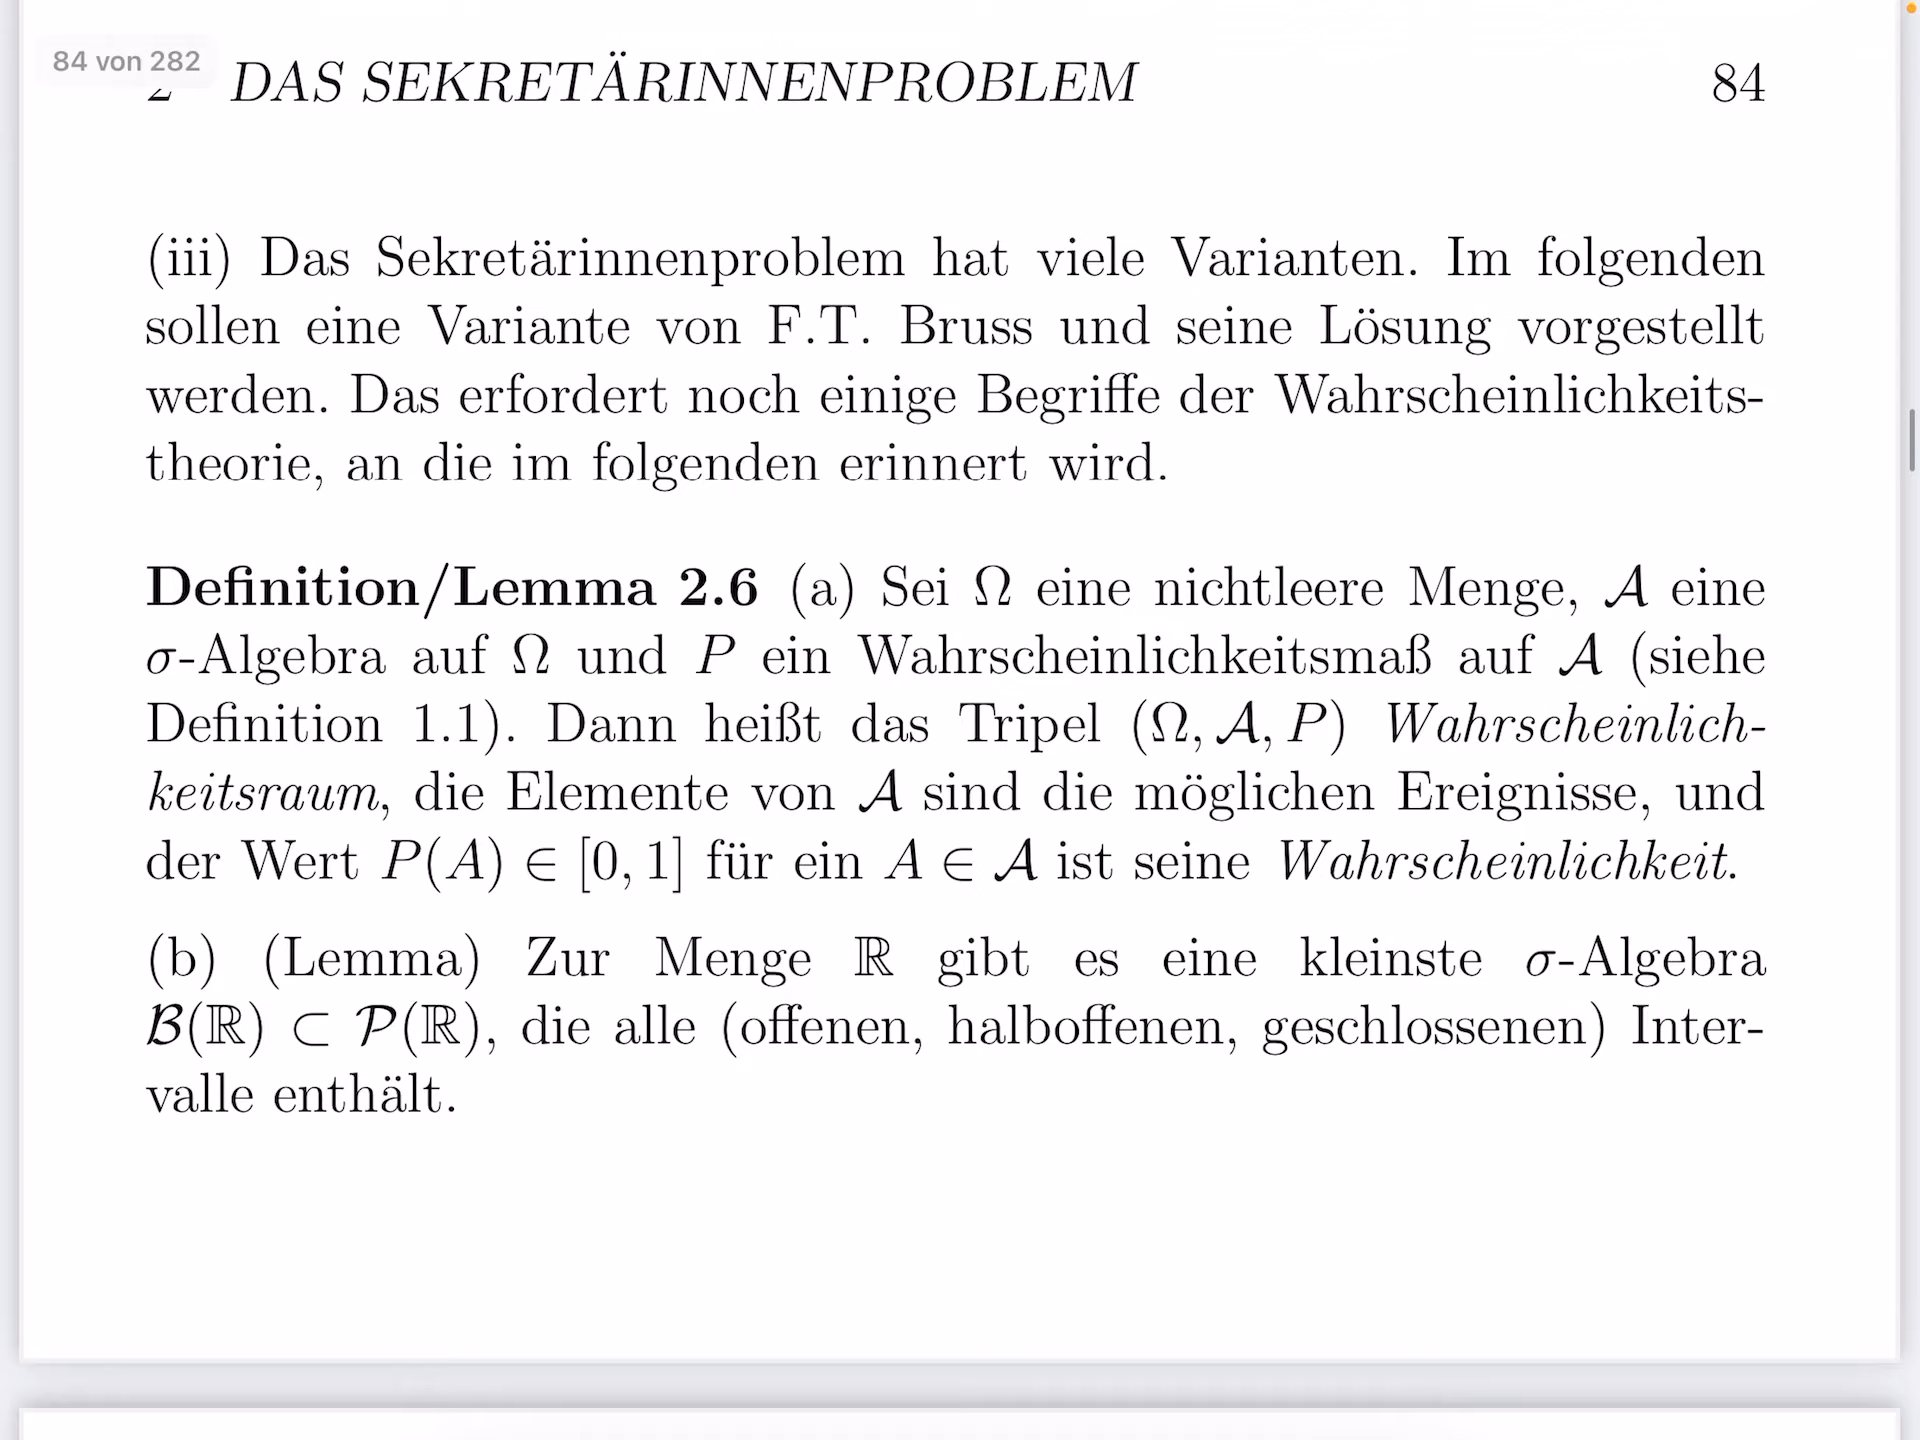 84 von 282
2 DAS SEKRETÄRINNENPROBLEM 84
(iii) Das Sekretärinnenproblem hat viele Varianten. Im folgenden
sollen eine Variante von F.T. Bruss und seine Lösung vorgestellt
werden. Das erfordert noch einige Begriffe der Wahrscheinlichkeits-
theorie, an die im folgenden erinnert wird.
Definition/Lemma 2.6 (a) Sei Ω eine nichtleere Menge, 𝒜 eine
σ-Algebra auf Ω und P ein Wahrscheinlichkeitsmaß auf 𝒜 (siehe
Definition 1.1). Dann heißt das Tripel (Ω, 𝒜, P) Wahrscheinlich-
keitsraum, die Elemente von 𝒜 sind die möglichen Ereignisse, und
der Wert P(A) ∈ [0, 1] für ein A ∈ 𝒜 ist seine Wahrscheinlichkeit.
(b) (Lemma) Zur Menge ℝ gibt es eine kleinste σ-Algebra
ℬ(ℝ) ⊂ 𝒫(ℝ), die alle (offenen, halboffenen, geschlossenen) Inter-
valle enthält.